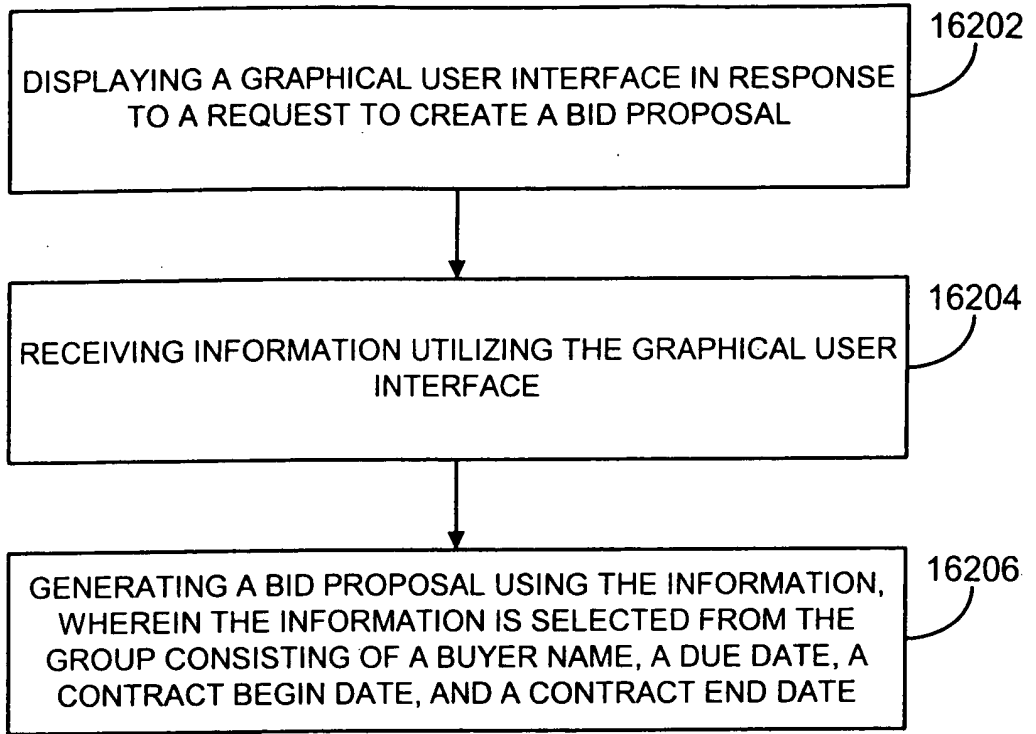 16202
DISPLAYING A GRAPHICAL USER INTERFACE IN RESPONSE
TO A REQUEST TO CREATE A BID PROPOSAL
16204
RECEIVING INFORMATION UTILIZING THE GRAPHICAL USER
INTERFACE
16206
GENERATING A BID PROPOSAL USING THE INFORMATION,
WHEREIN THE INFORMATION IS SELECTED FROM THE
GROUP CONSISTING OF A BUYER NAME, A DUE DATE, A
CONTRACT BEGIN DATE, AND A CONTRACT END DATE